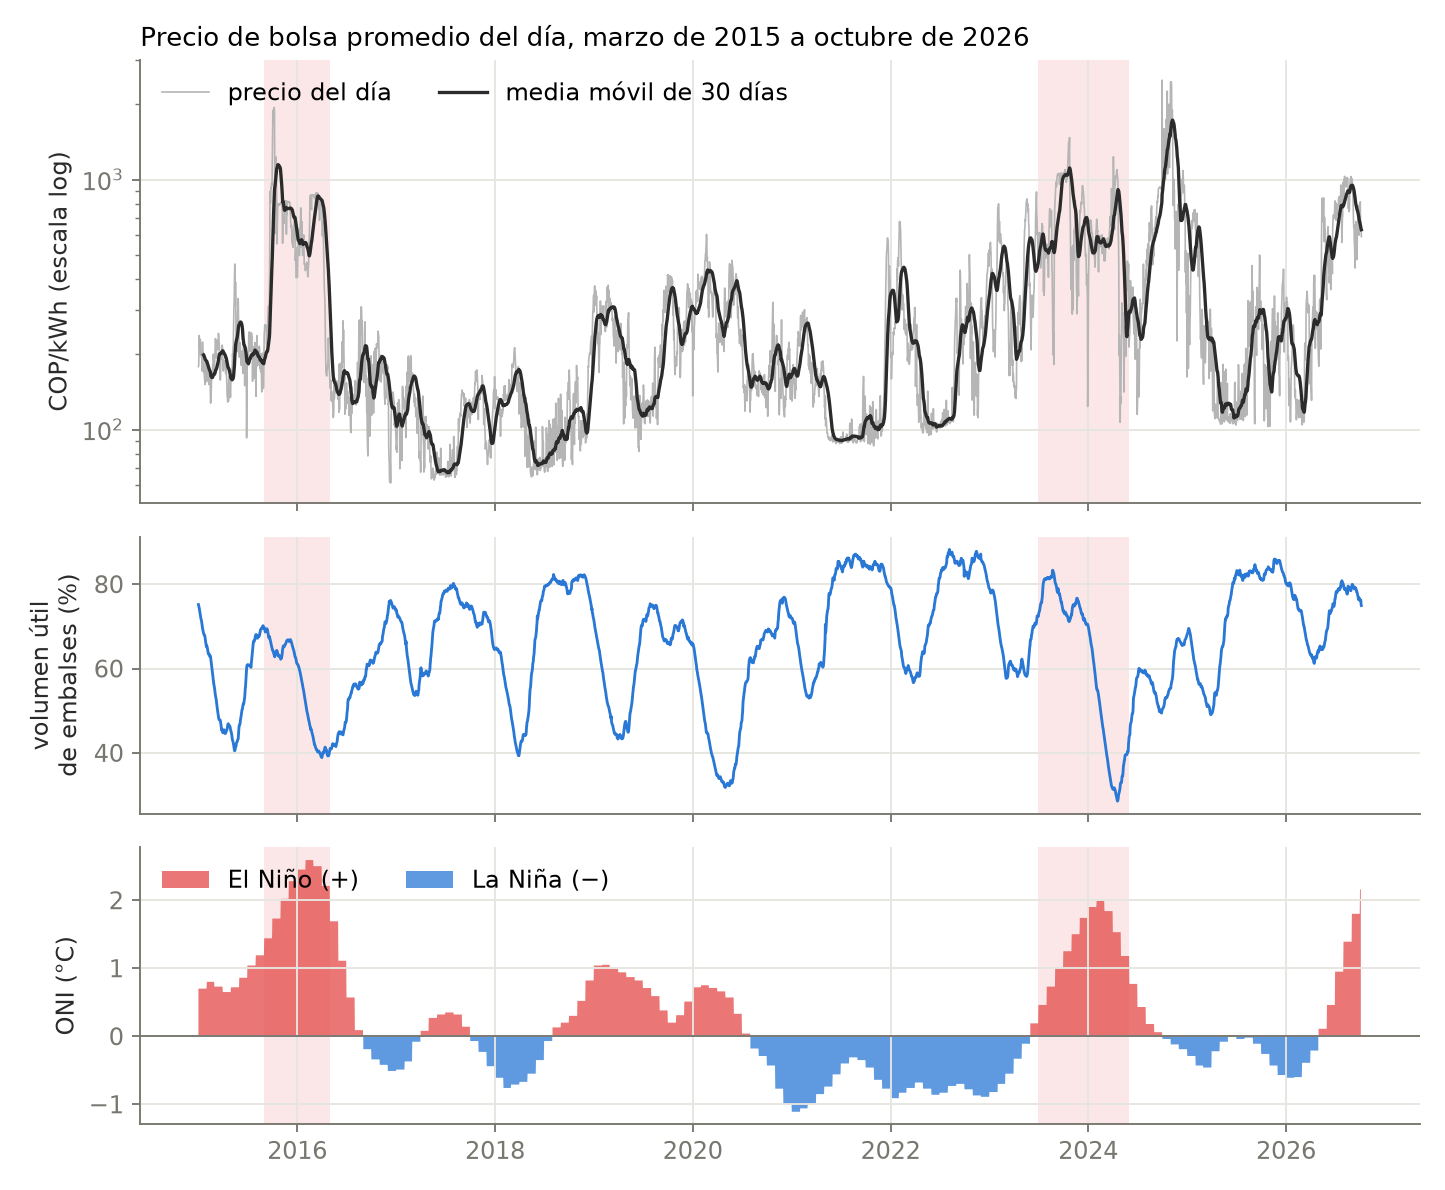 Precio de bolsa promedio del día, marzo de 2015 a octubre de 2026
precio del día
media móvil de 30 días
COP/kWh (escala log)
10³
10²
volumen útil
de embalses (%)
80
60
40
El Niño (+)
La Niña (−)
ONI (°C)
2
1
0
−1
2016
2018
2020
2022
2024
2026